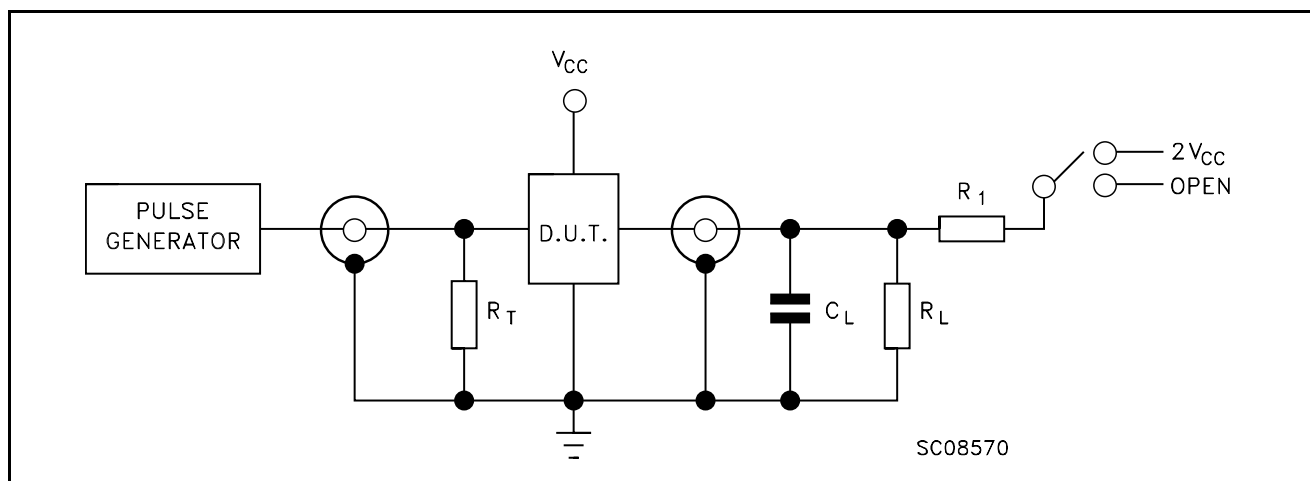 VCC
PULSE
GENERATOR
RT
D.U.T.
CL
RL
R1
2VCC
OPEN
SC08570